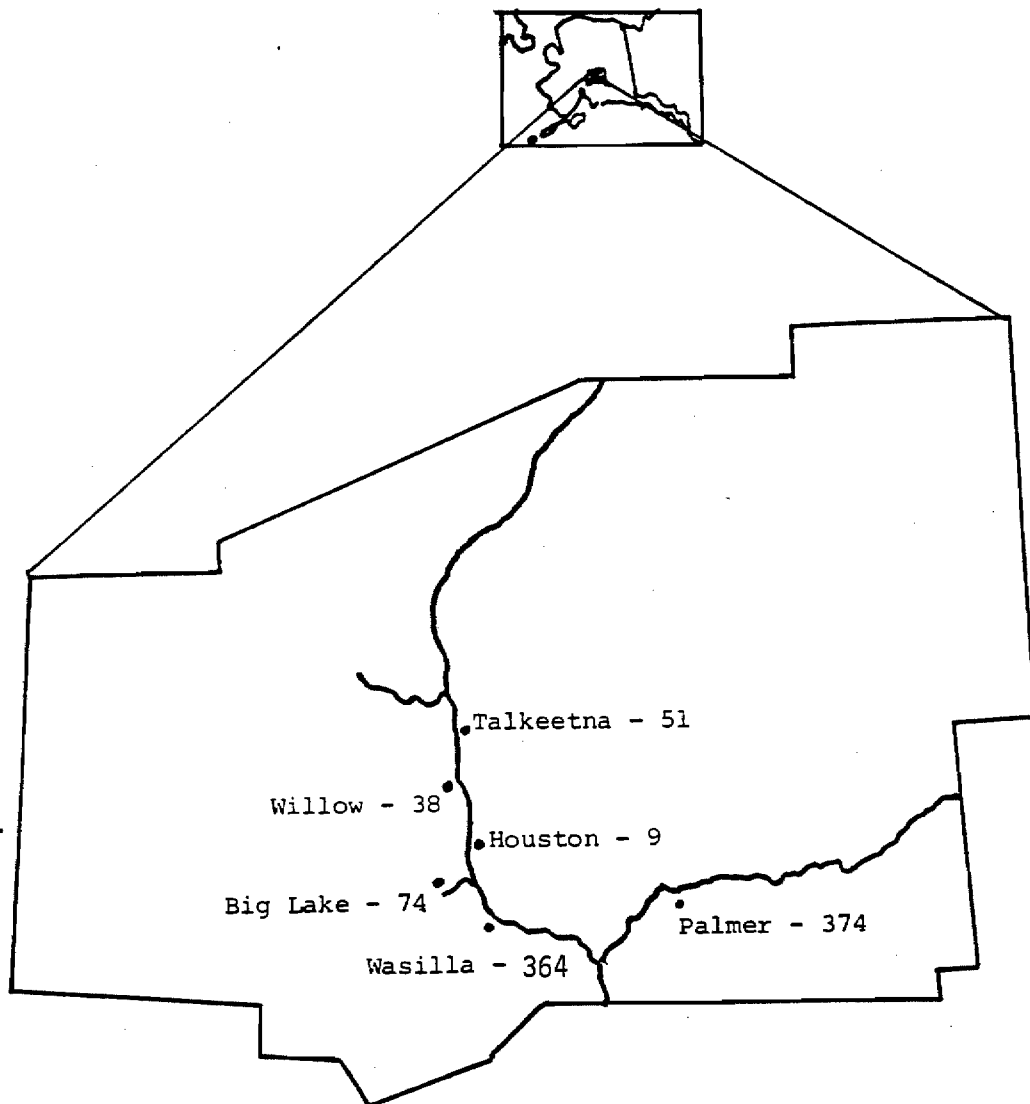 Talkeetna - 51
Willow - 38
Houston - 9
Big Lake - 74
Palmer - 374
Wasilla - 364